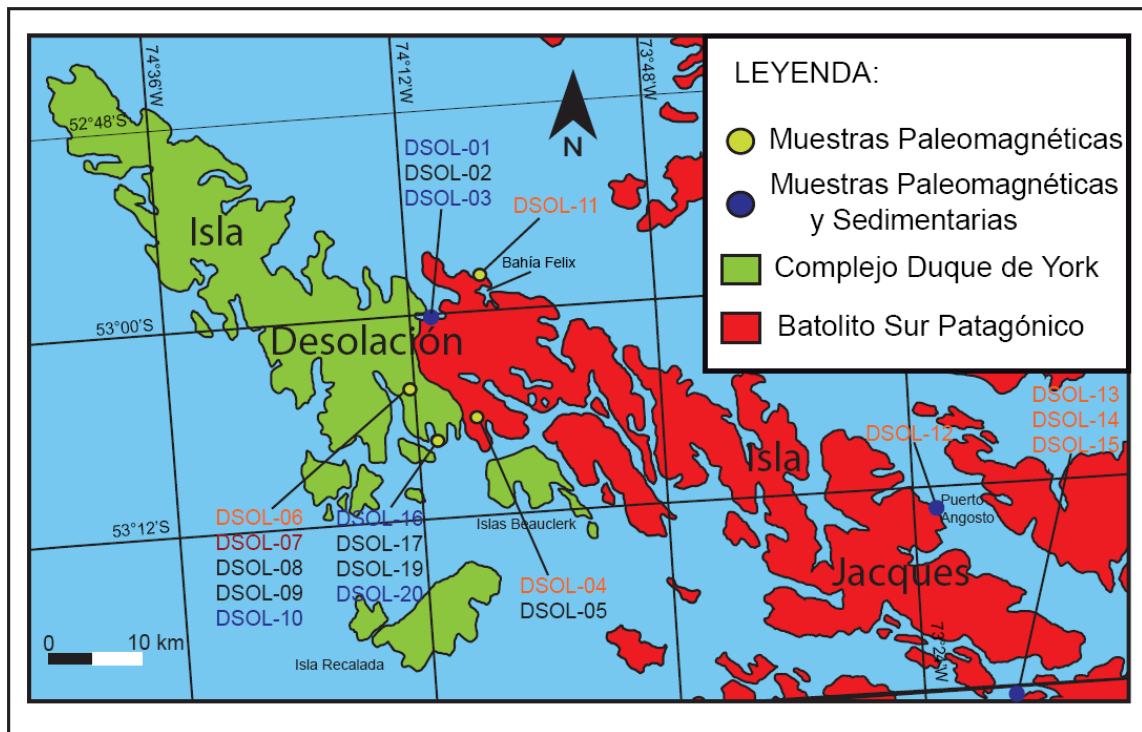 LEYENDA:
Muestras Paleomagnéticas
Muestras Paleomagnéticas
y Sedimentarias
Complejo Duque de York
Batolito Sur Patagónico
74°36'W
74°12'W
73°48'W
52°48'S
N
DSOL-01
DSOL-02
DSOL-03
DSOL-11
Isla
Bahía Felix
53°00'S
Desolación
DSOL-13
DSOL-14
DSOL-15
DSOL-12
Isla
Puerto
Angosto
53°12'S
DSOL-06
DSOL-07
DSOL-08
DSOL-09
DSOL-10
DSOL-16
DSOL-17
DSOL-19
DSOL-20
Islas Beauclerk
DSOL-04
DSOL-05
Jacques
73°24'W
0 10 km
Isla Recalada